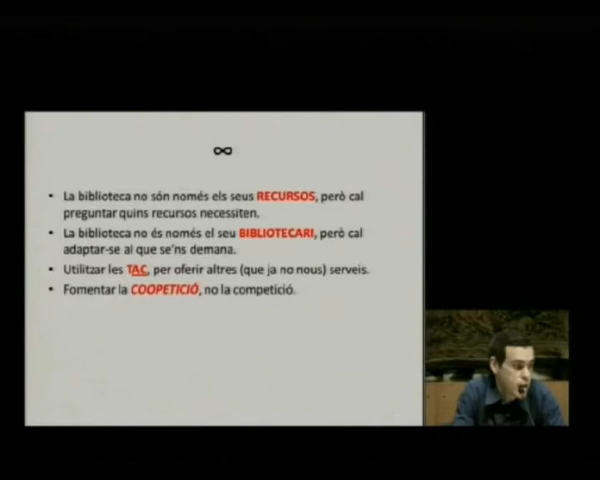 ∞
• La biblioteca no són només els seus RECURSOS, però cal
preguntar quins recursos necessiten.
• La biblioteca no és només el seu BIBLIOTECARI, però cal
adaptar-se al que se'ns demana.
• Utilitzar les TAC, per oferir altres (que ja no nous) serveis.
• Fomentar la COOPETICIÓ, no la competició.